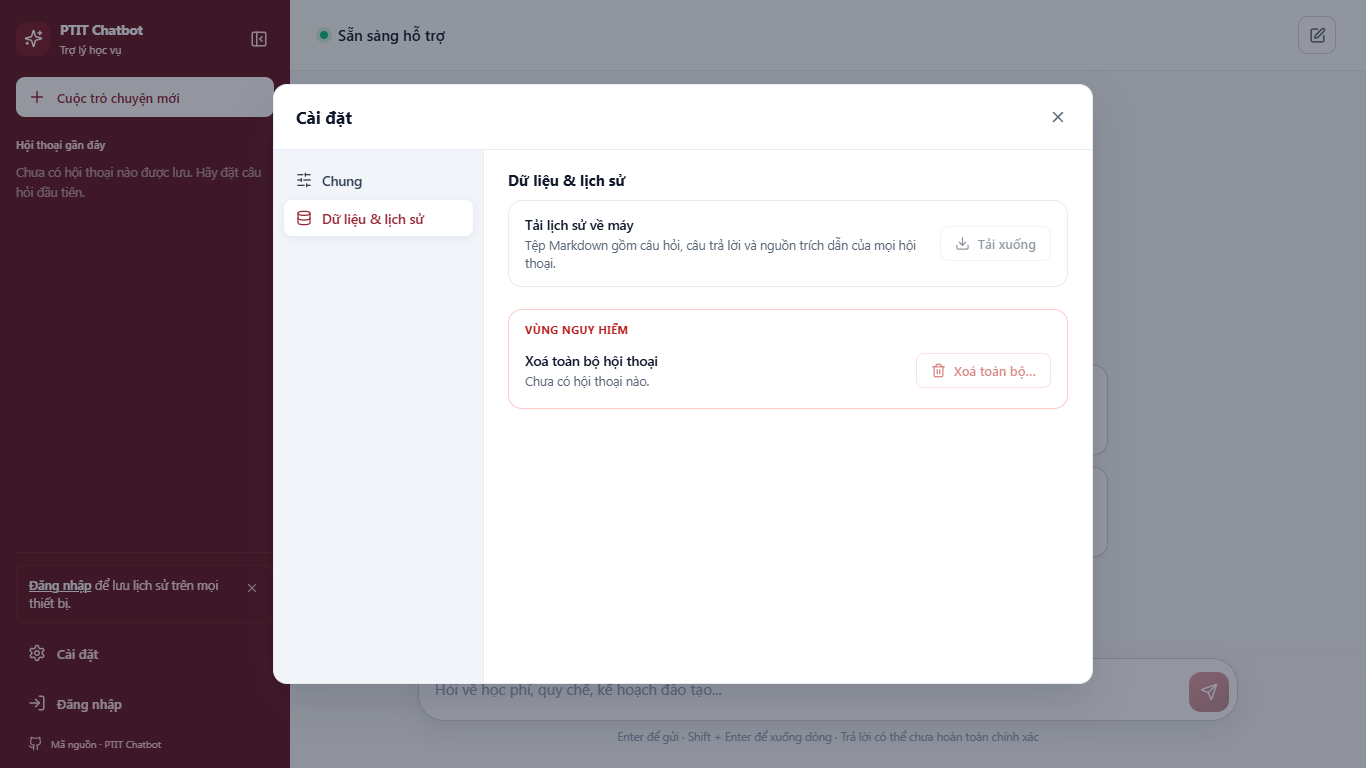 PTIT Chatbot
Trợ lý học vụ
Cuộc trò chuyện mới
Hội thoại gần đây
Chưa có hội thoại nào được lưu. Hãy đặt câu
hỏi đầu tiên.
Đăng nhập để lưu lịch sử trên mọi
thiết bị.
Cài đặt
Đăng nhập
Mã nguồn · PTIT Chatbot
Sẵn sàng hỗ trợ
Cài đặt
Chung
Dữ liệu & lịch sử
Dữ liệu & lịch sử
Tải lịch sử về máy
Tệp Markdown gồm câu hỏi, câu trả lời và nguồn trích dẫn của mọi hội
thoại.
Tải xuống
VÙNG NGUY HIỂM
Xoá toàn bộ hội thoại
Chưa có hội thoại nào.
Xoá toàn bộ...
Hỏi về học phí, quy chế, kế hoạch đào tạo...
Enter để gửi · Shift + Enter để xuống dòng · Trả lời có thể chưa hoàn toàn chính xác